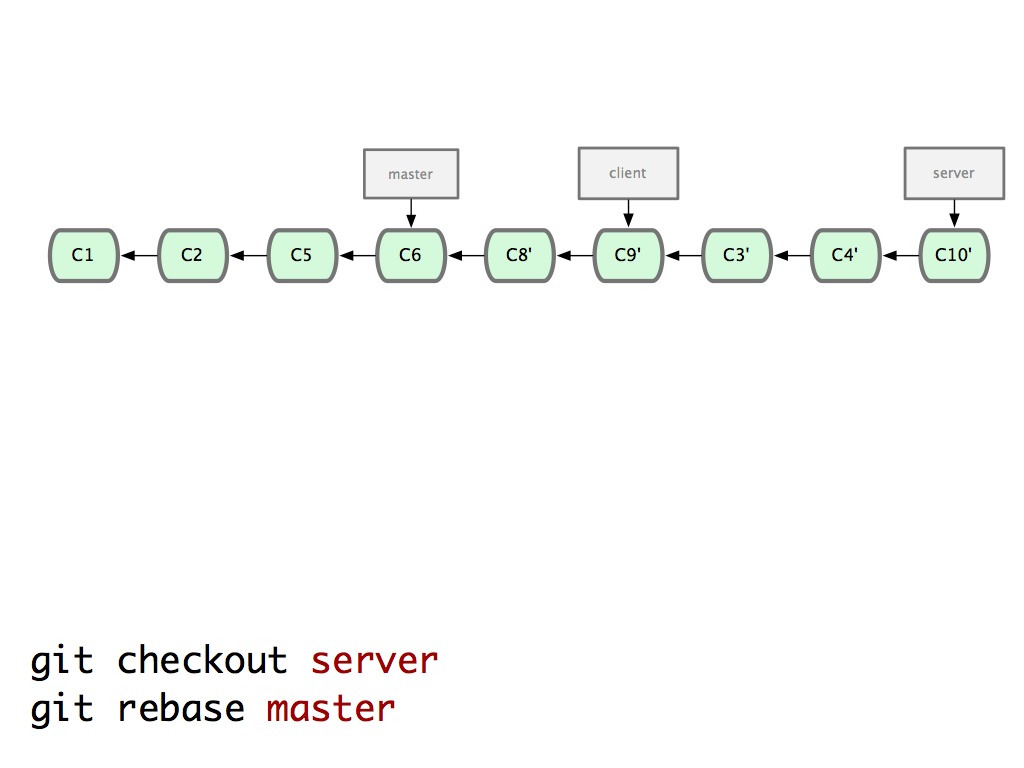 master client server
C1 C2 C5 C6 C8' C9' C3' C4' C10'
git checkout server
git rebase master